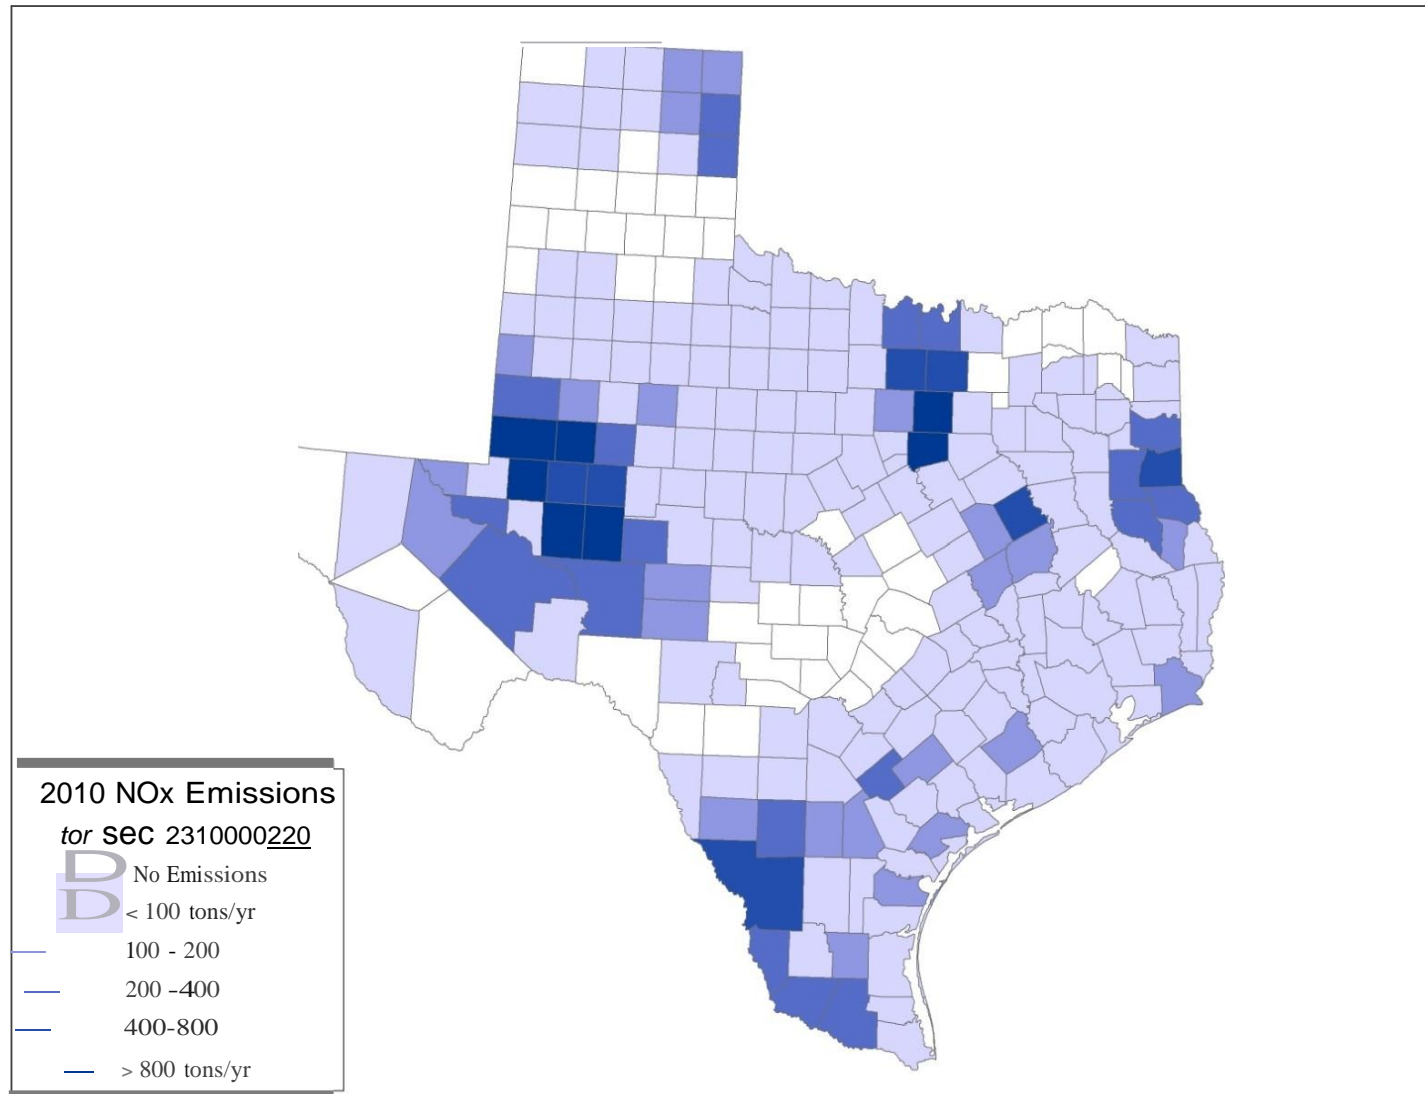 2010 NOx Emissions
tor sec 2310000220
B No Emissions
B < 100 tons/yr
100 - 200
200 -400
400-800
> 800 tons/yr